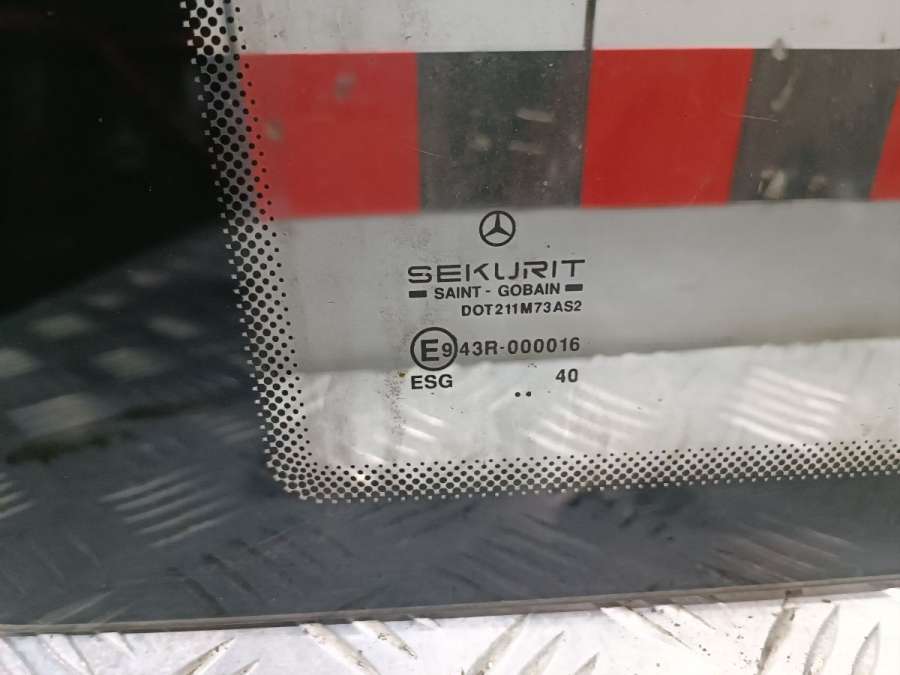 SEKURIT
SAINT - GOBAIN
DOT211M73AS2
E9 43R-000016
ESG .. 40